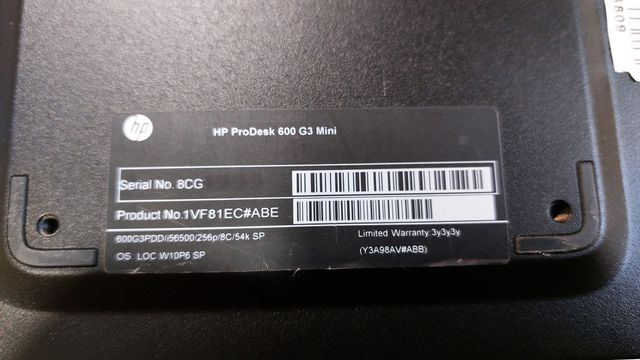 8809
hp
HP ProDesk 600 G3 Mini
Serial No. 8CG
Product No.1VF81EC#ABE
600G3PDD/i56500/256p/8C/54k SP
Limited Warranty 3y3y3y
OS LOC W10P6 SP
(Y3A98AV#ABB)